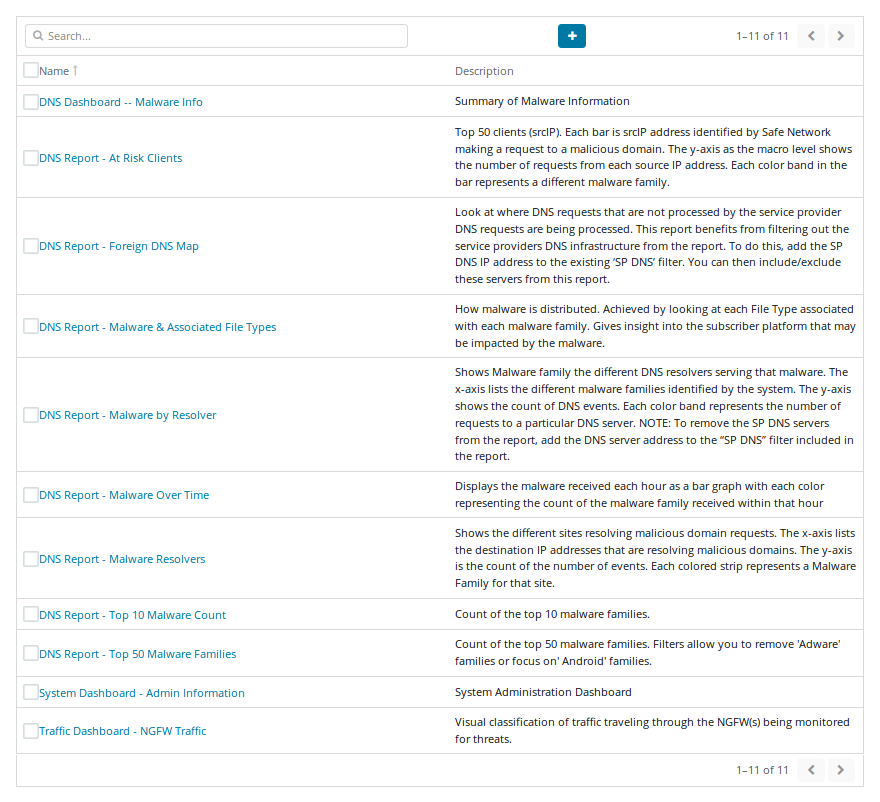 Search...
1–11 of 11
Name ↑
Description
DNS Dashboard -- Malware Info
Summary of Malware Information
DNS Report - At Risk Clients
Top 50 clients (srcIP). Each bar is srcIP address identified by Safe Network
making a request to a malicious domain. The y-axis as the macro level shows
the number of requests from each source IP address. Each color band in the
bar represents a different malware family.
DNS Report - Foreign DNS Map
Look at where DNS requests that are not processed by the service provider
DNS requests are being processed. This report benefits from filtering out the
service providers DNS infrastructure from the report. To do this, add the SP
DNS IP address to the existing ‘SP DNS’ filter. You can then include/exclude
these servers from this report.
DNS Report - Malware & Associated File Types
How malware is distributed. Achieved by looking at each File Type associated
with each malware family. Gives insight into the subscriber platform that may
be impacted by the malware.
DNS Report - Malware by Resolver
Shows Malware family the different DNS resolvers serving that malware. The
x-axis lists the different malware families identified by the system. The y-axis
shows the count of DNS events. Each color band represents the number of
requests to a particular DNS server. NOTE: To remove the SP DNS servers
from the report, add the DNS server address to the “SP DNS” filter included in
the report.
DNS Report - Malware Over Time
Displays the malware received each hour as a bar graph with each color
representing the count of the malware family received within that hour
DNS Report - Malware Resolvers
Shows the different sites resolving malicious domain requests. The x-axis lists
the destination IP addresses that are resolving malicious domains. The y-axis
is the count of the number of events. Each colored strip represents a Malware
Family for that site.
DNS Report - Top 10 Malware Count
Count of the top 10 malware families.
DNS Report - Top 50 Malware Families
Count of the top 50 malware families. Filters allow you to remove 'Adware'
families or focus on' Android' families.
System Dashboard - Admin Information
System Administration Dashboard
Traffic Dashboard - NGFW Traffic
Visual classification of traffic traveling through the NGFW(s) being monitored
for threats.
1–11 of 11